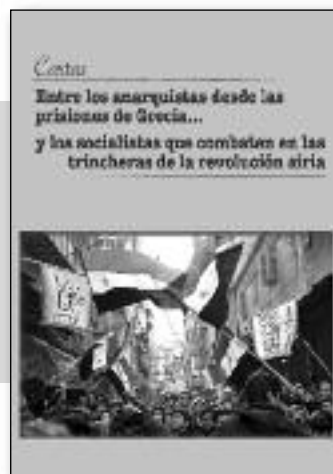 Cartas
Entre los anarquistas desde las
prisiones de Grecia...
y los socialistas que combaten en las
trincheras de la revolución siria